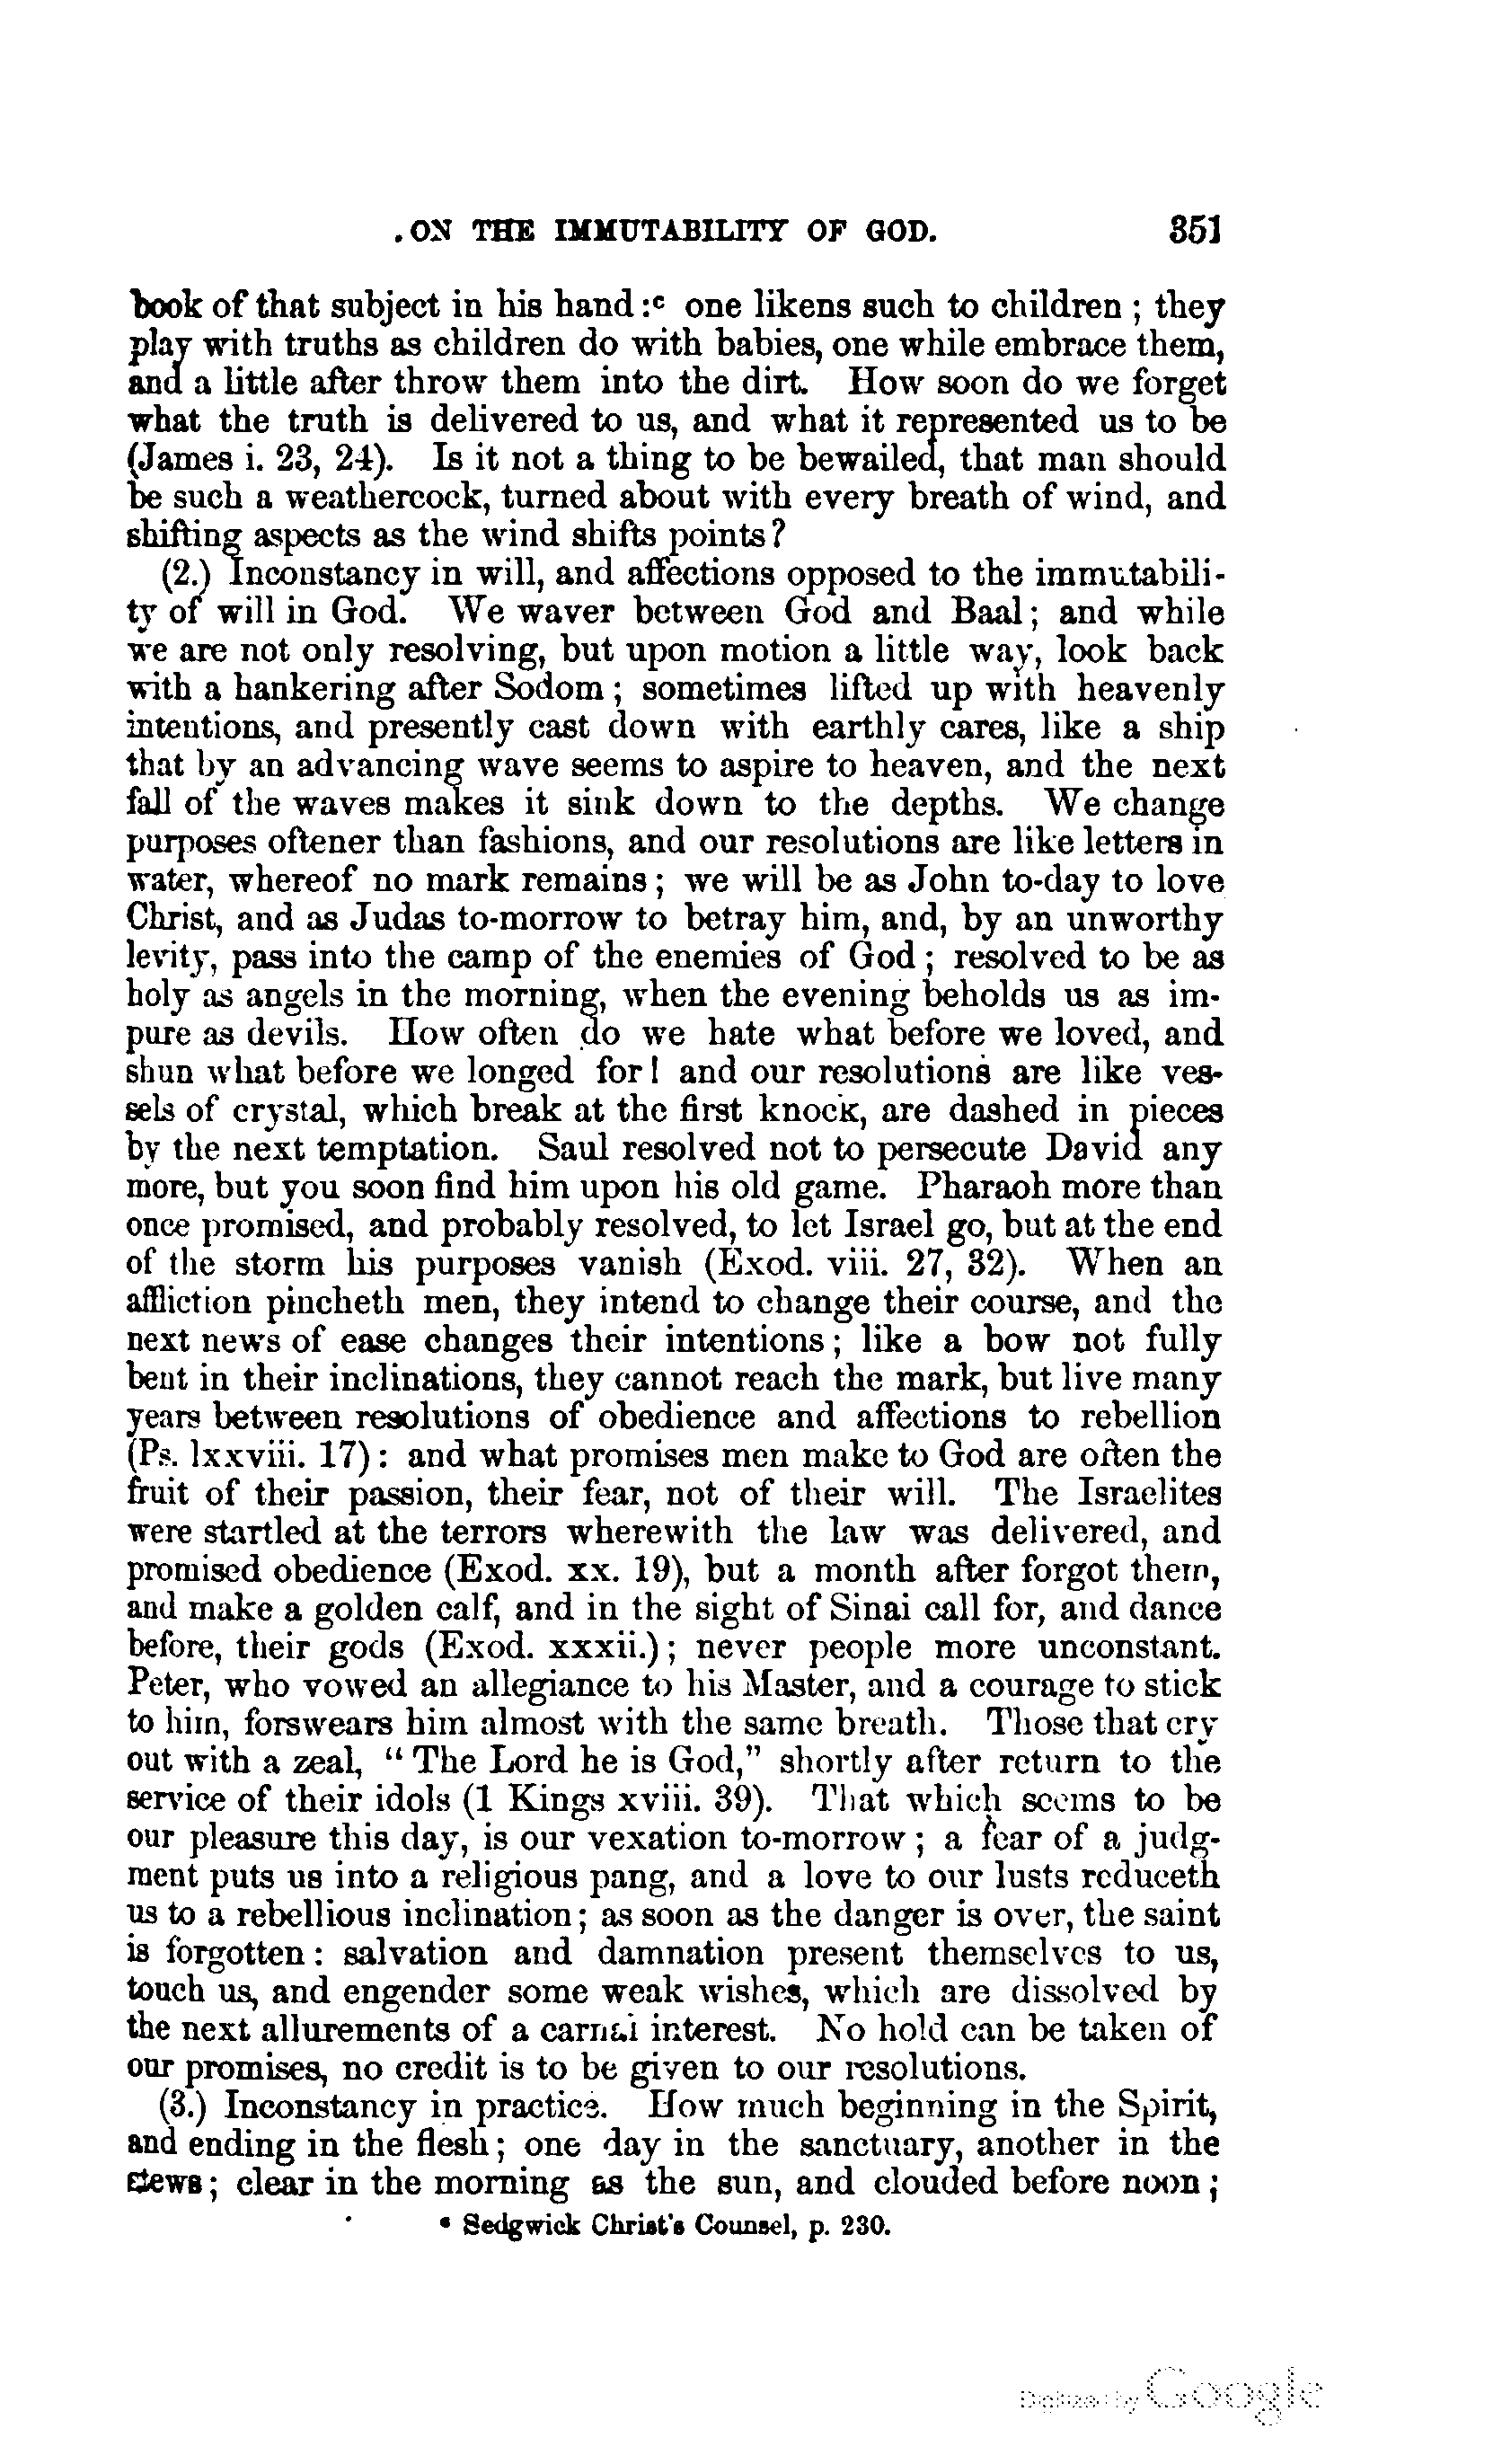 ON THE IMMUTABILITY OF GOD. 351
book of that subject in his hand:ᶜ one likens such to children; they
play with truths as children do with babies, one while embrace them,
and a little after throw them into the dirt. How soon do we forget
what the truth is delivered to us, and what it represented us to be
(James i. 23, 24). Is it not a thing to be bewailed, that man should
be such a weathercock, turned about with every breath of wind, and
shifting aspects as the wind shifts points?
(2.) Inconstancy in will, and affections opposed to the immutabili-
ty of will in God. We waver between God and Baal; and while
we are not only resolving, but upon motion a little way, look back
with a hankering after Sodom; sometimes lifted up with heavenly
intentions, and presently cast down with earthly cares, like a ship
that by an advancing wave seems to aspire to heaven, and the next
fall of the waves makes it sink down to the depths. We change
purposes oftener than fashions, and our resolutions are like letters in
water, whereof no mark remains; we will be as John to-day to love
Christ, and as Judas to-morrow to betray him, and, by an unworthy
levity, pass into the camp of the enemies of God; resolved to be as
holy as angels in the morning, when the evening beholds us as im-
pure as devils. How often do we hate what before we loved, and
shun what before we longed for! and our resolutions are like ves-
sels of crystal, which break at the first knock, are dashed in pieces
by the next temptation. Saul resolved not to persecute David any
more, but you soon find him upon his old game. Pharaoh more than
once promised, and probably resolved, to let Israel go, but at the end
of the storm his purposes vanish (Exod. viii. 27, 32). When an
affliction pincheth men, they intend to change their course, and the
next news of ease changes their intentions; like a bow not fully
bent in their inclinations, they cannot reach the mark, but live many
years between resolutions of obedience and affections to rebellion
(Ps. lxxviii. 17): and what promises men make to God are often the
fruit of their passion, their fear, not of their will. The Israelites
were startled at the terrors wherewith the law was delivered, and
promised obedience (Exod. xx. 19), but a month after forgot them,
and make a golden calf, and in the sight of Sinai call for, and dance
before, their gods (Exod. xxxii.); never people more unconstant.
Peter, who vowed an allegiance to his Master, and a courage to stick
to him, forswears him almost with the same breath. Those that cry
out with a zeal, "The Lord he is God," shortly after return to the
service of their idols (1 Kings xviii. 39). That which seems to be
our pleasure this day, is our vexation to-morrow; a fear of a judg-
ment puts us into a religious pang, and a love to our lusts reduceth
us to a rebellious inclination; as soon as the danger is over, the saint
is forgotten: salvation and damnation present themselves to us,
touch us, and engender some weak wishes, which are dissolved by
the next allurements of a carnal interest. No hold can be taken of
our promises, no credit is to be given to our resolutions.
(3.) Inconstancy in practice. How much beginning in the Spirit,
and ending in the flesh; one day in the sanctuary, another in the
stews; clear in the morning as the sun, and clouded before noon;
ᶜ Sedgwick Christ's Counsel, p. 230.
Digitized by Google